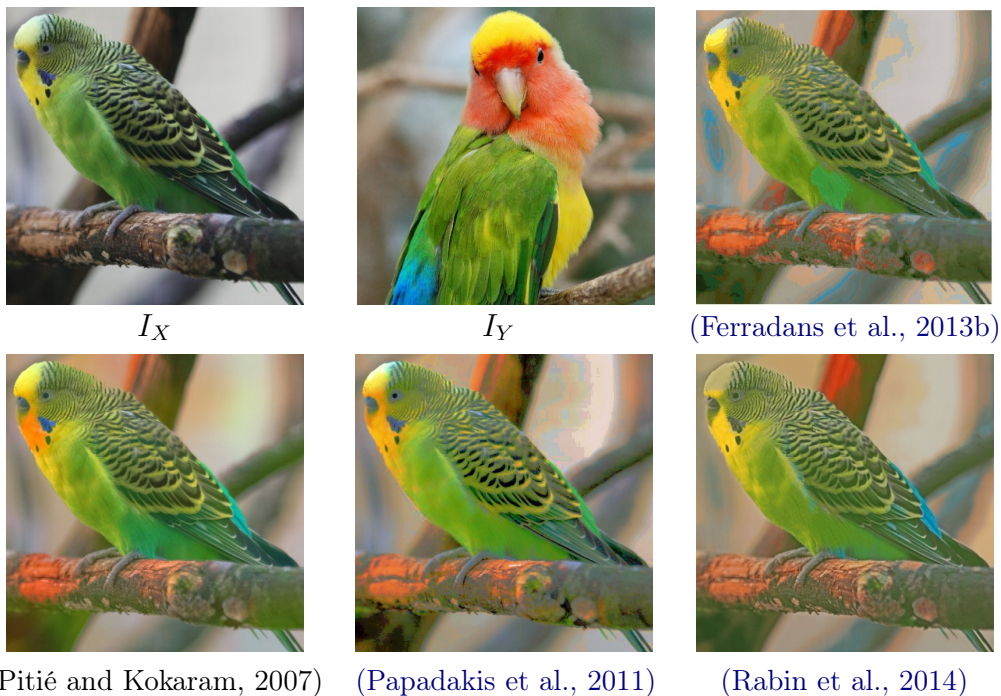 I_X
I_Y
(Ferradans et al., 2013b)
Pitié and Kokaram, 2007)
(Papadakis et al., 2011)
(Rabin et al., 2014)